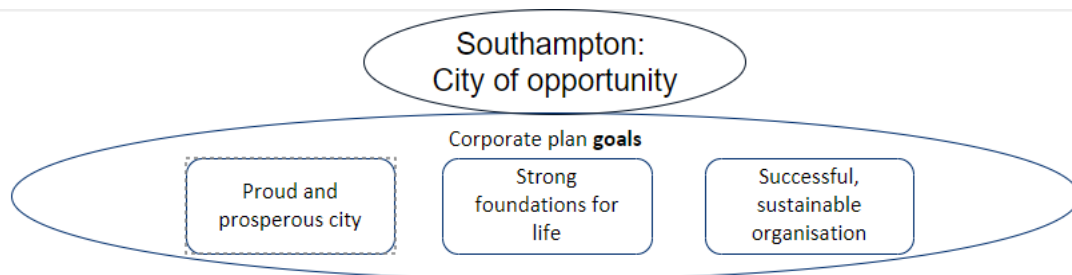 Southampton:
City of opportunity
Corporate plan goals
Proud and
prosperous city
Strong
foundations for
life
Successful,
sustainable
organisation